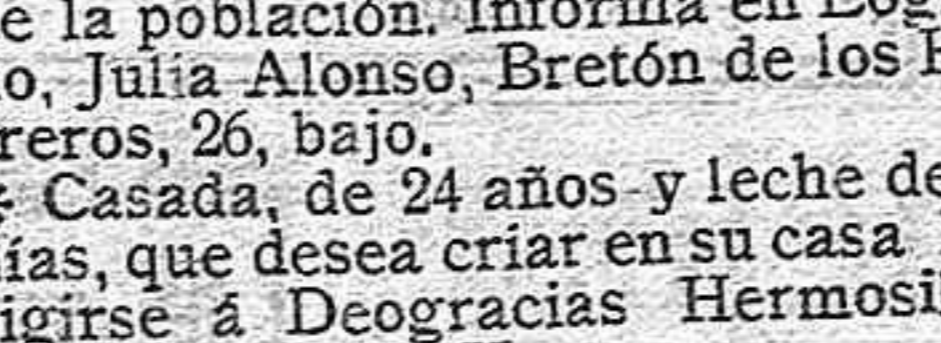 e la población. Informa en Log
o, Julia Alonso, Bretón de los H
reros, 26, bajo.
* Casada, de 24 años y leche de
ías, que desea criar en su casa
igirse á Deogracias Hermosi